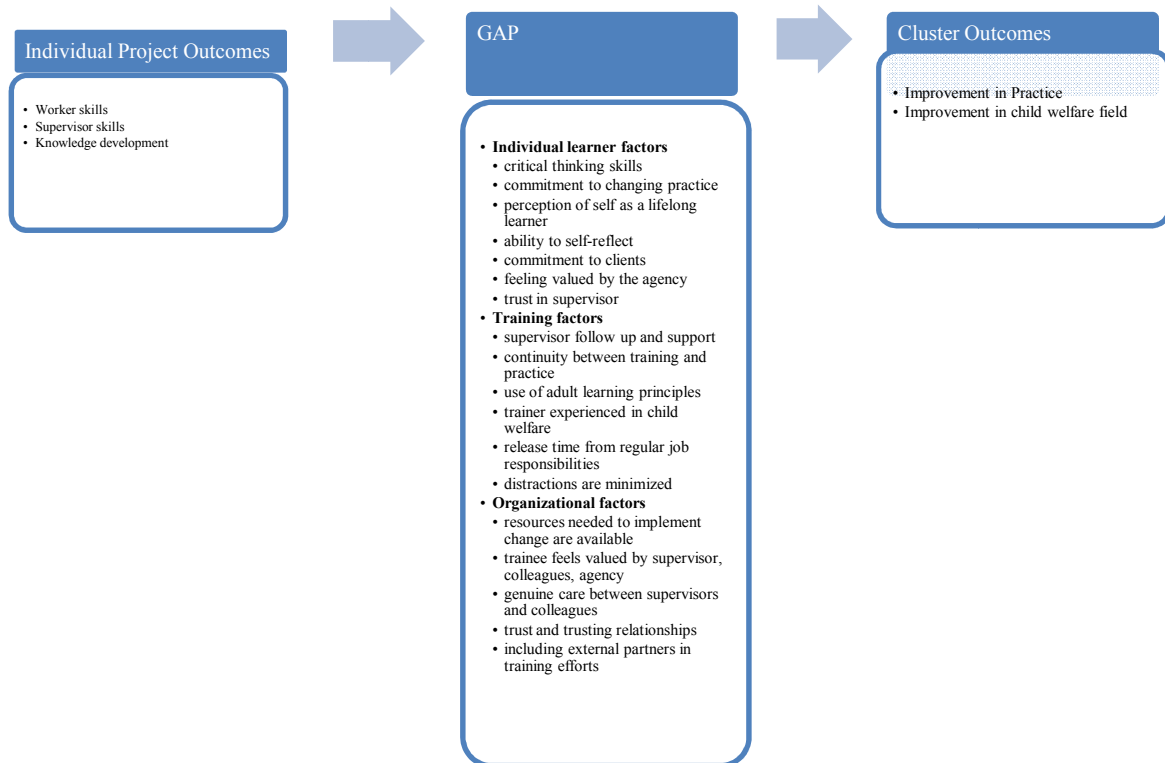 Individual Project Outcomes
• Worker skills
• Supervisor skills
• Knowledge development
GAP
• Individual learner factors
• critical thinking skills
• commitment to changing practice
• perception of self as a lifelong
learner
• ability to self-reflect
• commitment to clients
• feeling valued by the agency
• trust in supervisor
• Training factors
• supervisor follow up and support
• continuity between training and
practice
• use of adult learning principles
• trainer experienced in child
welfare
• release time from regular job
responsibilities
• distractions are minimized
• Organizational factors
• resources needed to implement
change are available
• trainee feels valued by supervisor,
colleagues, agency
• genuine care between supervisors
and colleagues
• trust and trusting relationships
• including external partners in
training efforts
Cluster Outcomes
• Improvement in Practice
• Improvement in child welfare field